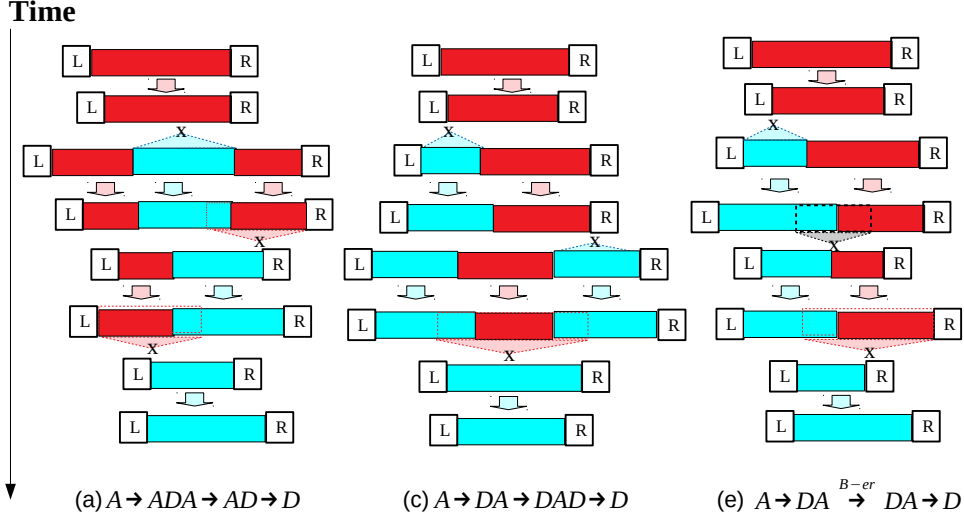 Time
L R L R L R
L R L R L R
x x x
L R L R L R
L R L R L R
x x x
L R L R L R
L R L R L R
x x x
L R L R L R
L R L R L R
(a) A → ADA → AD → D (c) A → DA → DAD → D (e) A → DA B−er → DA → D